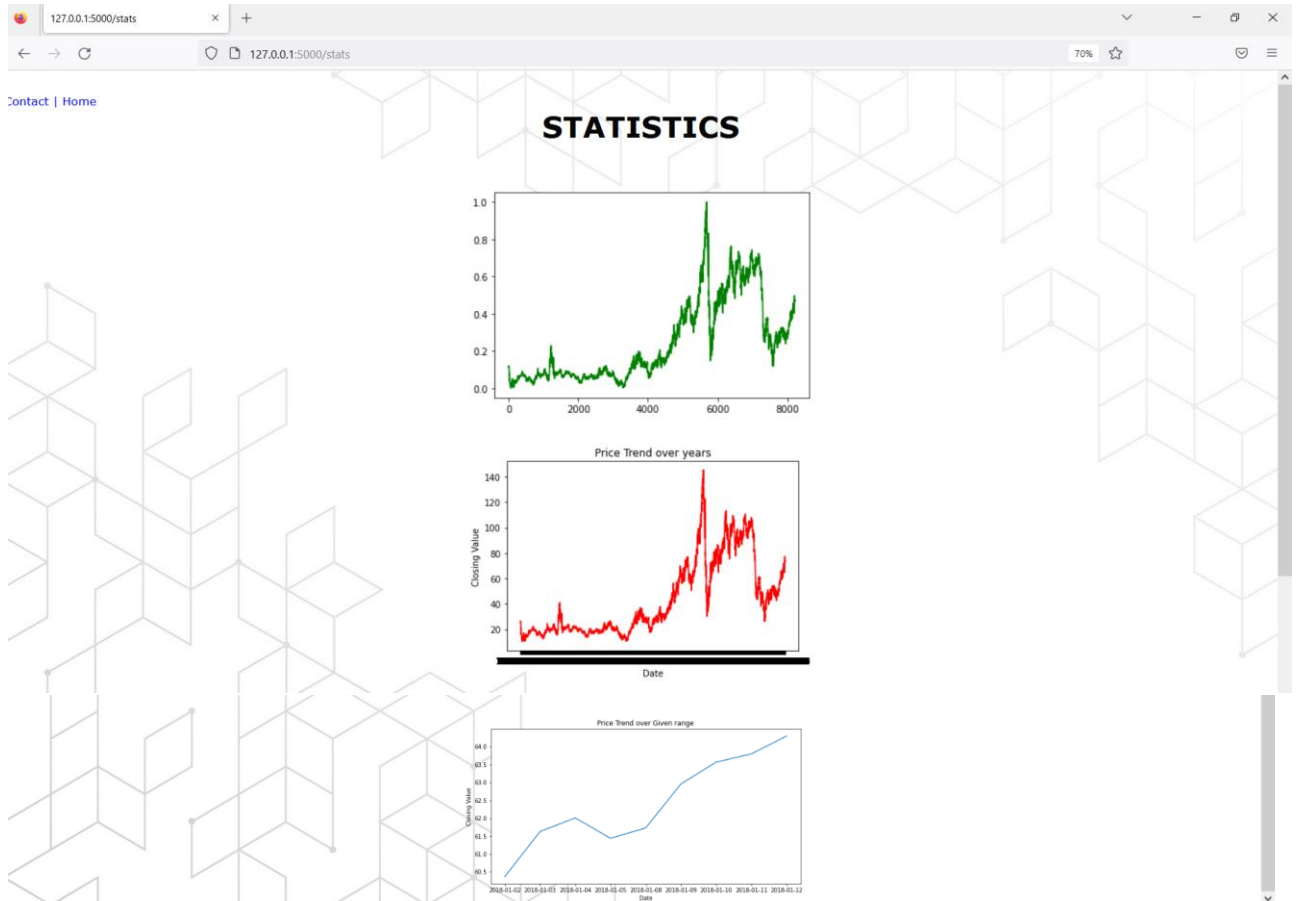 127.0.0.1:5000/stats
127.0.0.1:5000/stats
70%
Contact | Home
STATISTICS
1.0
0.8
0.6
0.4
0.2
0.0
0 2000 4000 6000 8000
Price Trend over years
Closing Value
140
120
100
80
60
40
20
Date
Price Trend over Given range
Closing Value
64.0
63.5
63.0
62.5
62.0
61.5
61.0
60.5
2018-01-02 2018-01-03 2018-01-04 2018-01-05 2018-01-08 2018-01-09 2018-01-10 2018-01-11 2018-01-12
Date